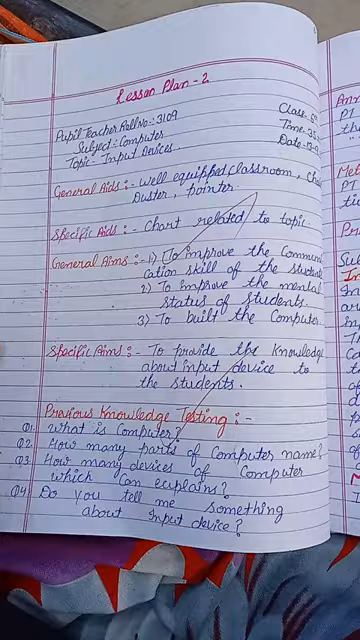 Lesson Plan - 2
Pupil Teacher Rollno:- 3109
Class:- 6th
Subject:- Computer
Time:- 35
Topic:- Input Devices
Date:-
General Aids:- Well equipped classroom,
Duster, pointer.
Specific Aids:- Chart related to topic.
General Aims:- 1) To improve the Communi
cation skill of the students
2) To improve the mental
status of students.
3) To built the Computer
Specific Aims:- To provide the knowledge
about input device to
the students.
Previous Knowledge Testing:-
Q1. What is Computer?
Q2. How many parts of Computer name?
Q3. How many devices of Computer
which can ecplains?
Q4. Do you tell me something
about Input device?